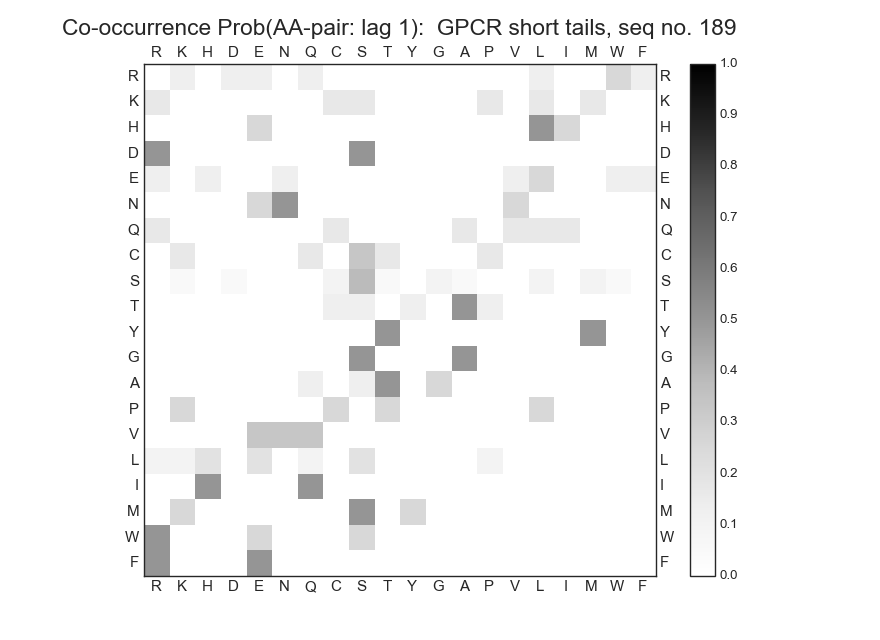 Co-occurrence Prob(AA-pair: lag 1):  GPCR short tails, seq no. 189
R K H D E N Q C S T Y G A P V L I M W F
R R 1.0
K K 0.9
H H
D D 0.8
E E
N N 0.7
Q Q 0.6
C C
S S 0.5
T T
Y Y 0.4
G G
A A 0.3
P P
V V 0.2
L L
I I 0.1
M M
W W
F F 0.0
R K H D E N Q C S T Y G A P V L I M W F